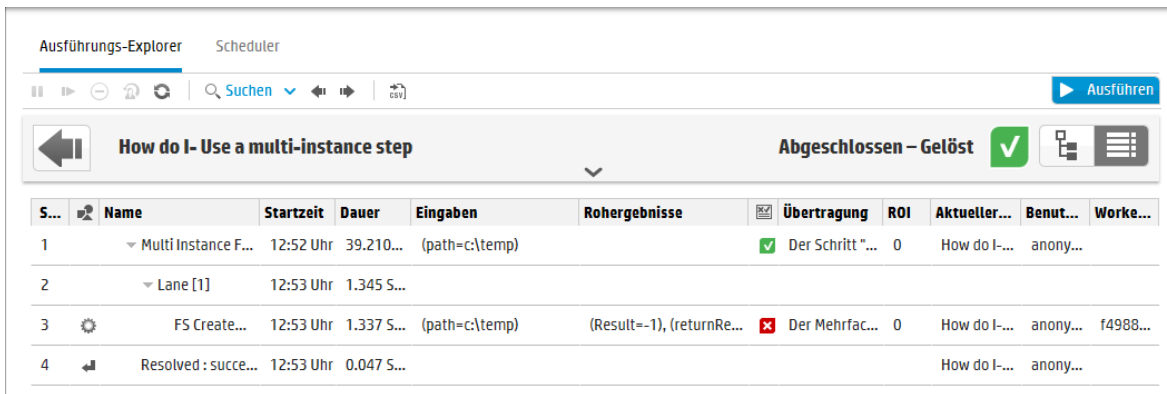 Ausführungs-Explorer Scheduler
Suchen CSV Ausführen
How do I- Use a multi-instance step Abgeschlossen – Gelöst
S... Name Startzeit Dauer Eingaben Rohergebnisse Übertragung ROI Aktueller... Benut... Worke...
1 Multi Instance F... 12:52 Uhr 39.210... (path=c:\temp) Der Schritt "... 0 How do I-... anony...
2 Lane [1] 12:53 Uhr 1.345 S...
3 FS Create... 12:53 Uhr 1.337 S... (path=c:\temp) (Result=-1), (returnRe... Der Mehrfac... 0 How do I-... anony... f4988...
4 Resolved : succe... 12:53 Uhr 0.047 S... How do I-... anony...